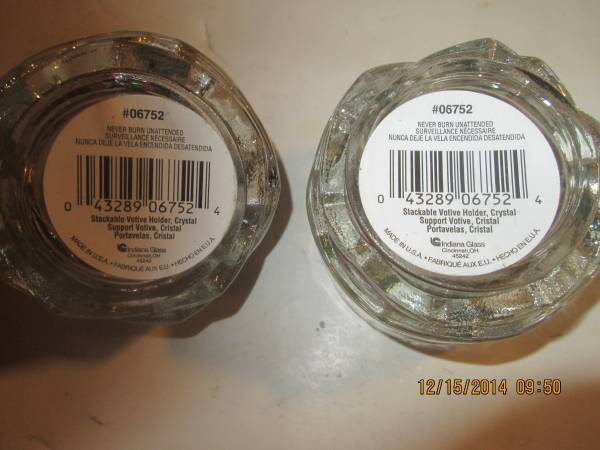 #06752
NEVER BURN UNATTENDED
SURVEILLANCE NÉCESSAIRE
NUNCA DEJE LA VELA ENCENDIDA DESATENDIDA
0 43289 06752 4
Stackable Votive Holder, Crystal
Support Votive, Cristal
Portavelas, Cristal
Indiana Glass
Cincinnati, OH
45242
MADE IN U.S.A. • FABRIQUÉ AUX E.U. • HECHO EN E.U.A.
#06752
NEVER BURN UNATTENDED
SURVEILLANCE NÉCESSAIRE
NUNCA DEJE LA VELA ENCENDIDA DESATENDIDA
0 43289 06752 4
Stackable Votive Holder, Crystal
Support Votive, Cristal
Portavelas, Cristal
Indiana Glass
Cincinnati, OH
45242
MADE IN U.S.A. • FABRIQUÉ AUX E.U. • HECHO EN E.U.A.
12/15/2014 09:50